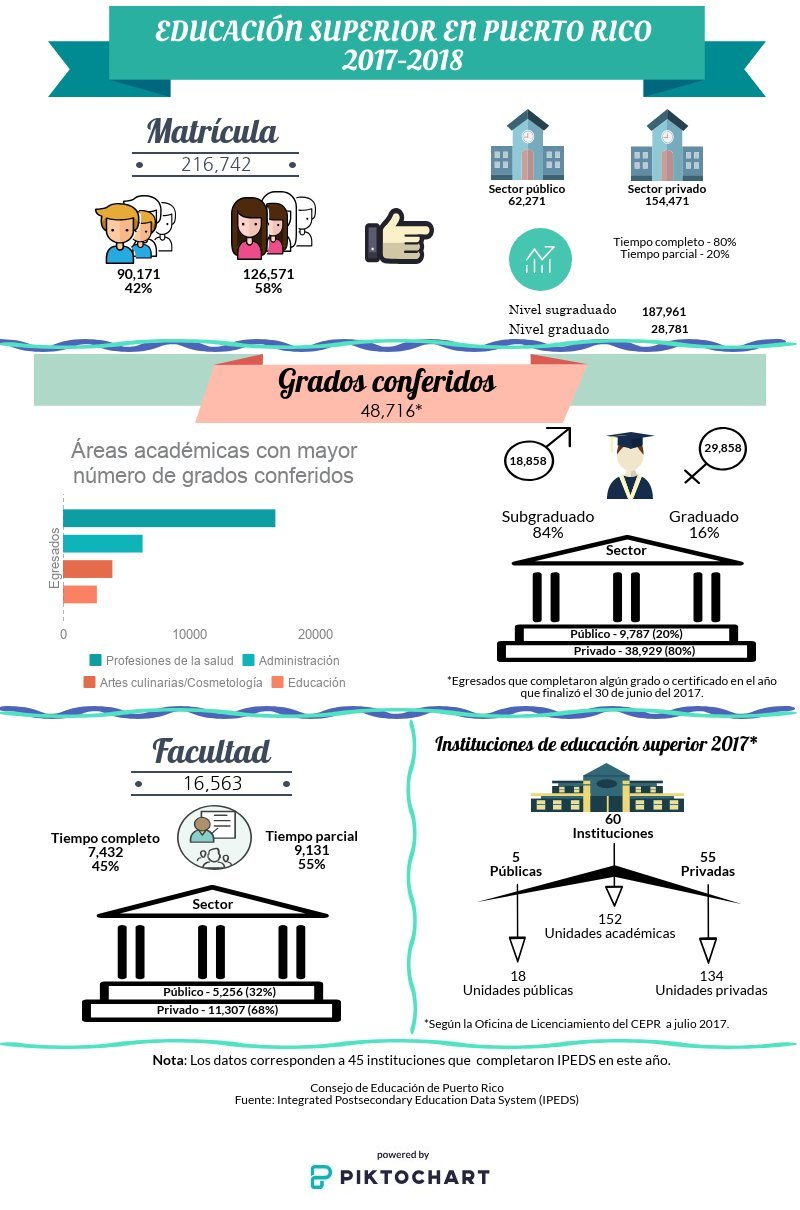 EDUCACIÓN SUPERIOR EN PUERTO RICO
2017-2018
Matrícula
216,742
90,171
42%
126,571
58%
Sector público
62,271
Sector privado
154,471
Tiempo completo - 80%
Tiempo parcial - 20%
Nivel sugraduado 187,961
Nivel graduado 28,781
Grados conferidos
48,716*
Áreas académicas con mayor
número de grados conferidos
Egresados
0 10000 20000
Profesiones de la salud Administración
Artes culinarias/Cosmetología Educación
18,858
29,858
Subgraduado
84%
Graduado
16%
Sector
Público - 9,787 (20%)
Privado - 38,929 (80%)
*Egresados que completaron algún grado o certificado en el año
que finalizó el 30 de junio del 2017.
Facultad
16,563
Tiempo completo
7,432
45%
Tiempo parcial
9,131
55%
Sector
Público - 5,256 (32%)
Privado - 11,307 (68%)
Instituciones de educación superior 2017*
60
Instituciones
5
Públicas
55
Privadas
152
Unidades académicas
18
Unidades públicas
134
Unidades privadas
*Según la Oficina de Licenciamiento del CEPR a julio 2017.
Nota: Los datos corresponden a 45 instituciones que completaron IPEDS en este año.
Consejo de Educación de Puerto Rico
Fuente: Integrated Postsecondary Education Data System (IPEDS)
powered by
PIKTOCHART